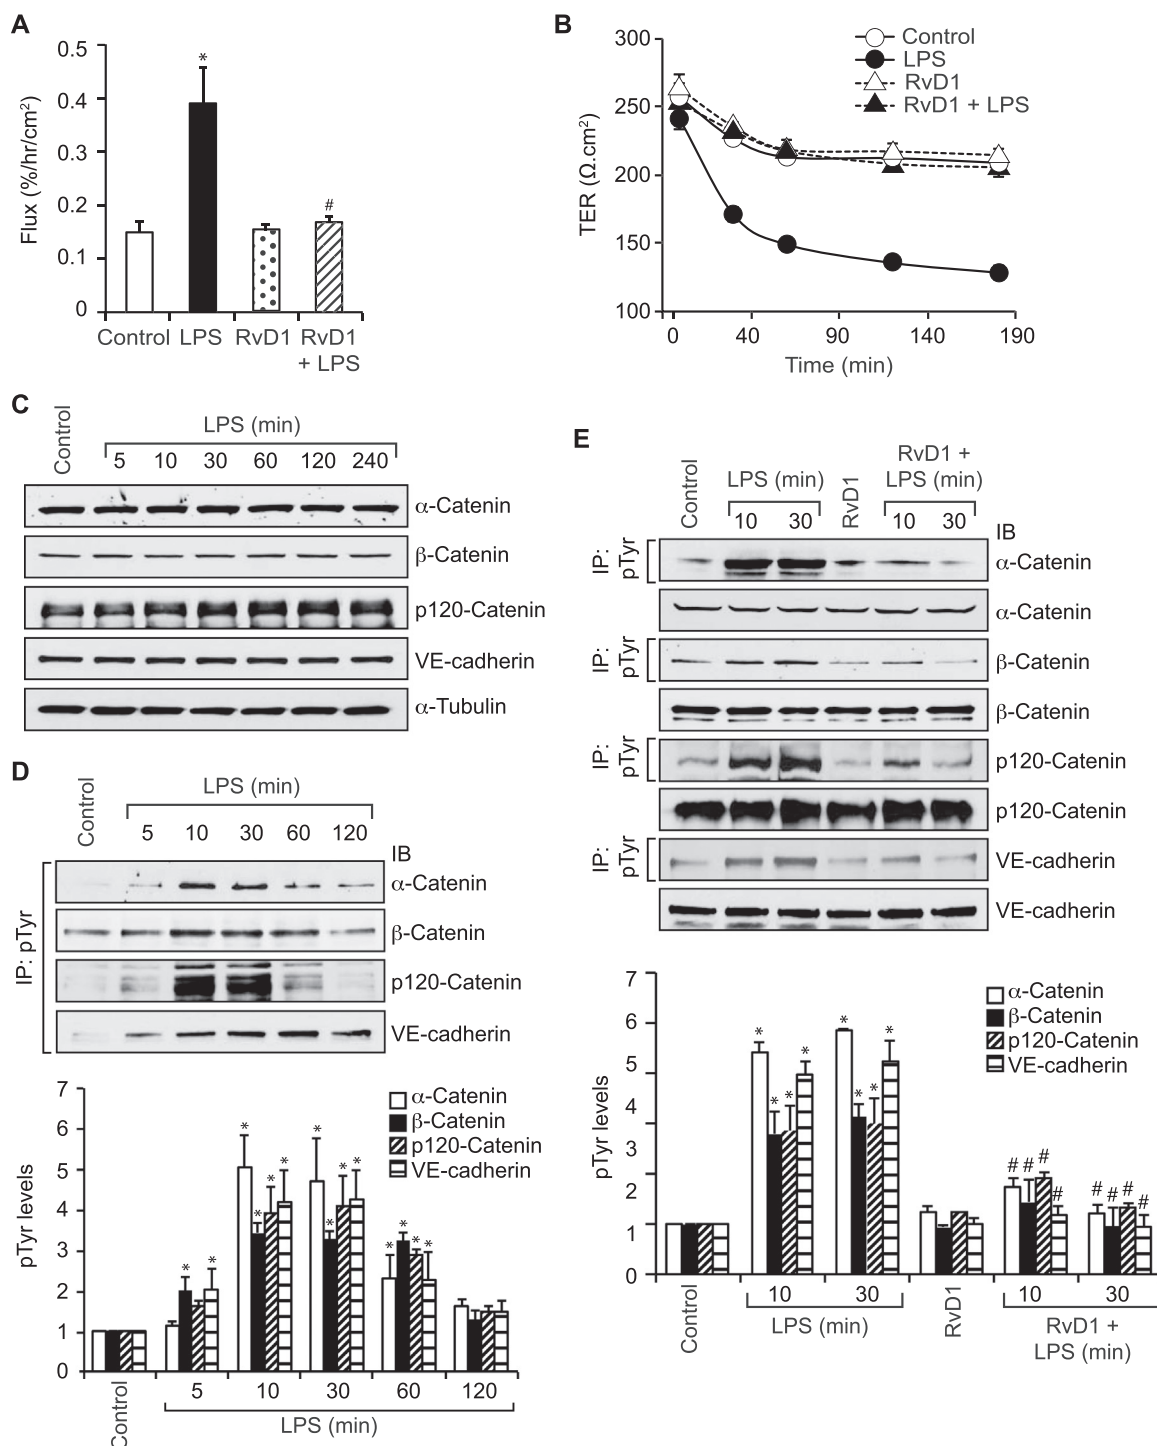 A
0.5
0.4
0.3
0.2
0.1
0
Flux (%/hr/cm²)
*
#
Control LPS RvD1 RvD1
+ LPS
B
300
250
200
150
100
TER (Ω.cm²)
Control
LPS
RvD1
RvD1 + LPS
0 40 90 140 190
Time (min)
C
Control
LPS (min)
5 10 30 60 120 240
α-Catenin
β-Catenin
p120-Catenin
VE-cadherin
α-Tubulin
D
Control
LPS (min)
5 10 30 60 120
IB
IP: pTyr
α-Catenin
β-Catenin
p120-Catenin
VE-cadherin
7
6
5
4
3
2
1
0
pTyr levels
α-Catenin
β-Catenin
p120-Catenin
VE-cadherin
* *
* * * *
* * * *
* * * *
Control
5 10 30 60 120
LPS (min)
E
Control
LPS (min)
10 30
RvD1
RvD1 +
LPS (min)
10 30
IB
IP:
pTyr
α-Catenin
α-Catenin
IP:
pTyr
β-Catenin
β-Catenin
IP:
pTyr
p120-Catenin
p120-Catenin
IP:
pTyr
VE-cadherin
VE-cadherin
7
6
5
4
3
2
1
0
pTyr levels
α-Catenin
β-Catenin
p120-Catenin
VE-cadherin
* * * *
* * * *
# # # #
# # # #
Control
10 30
LPS (min)
RvD1
10 30
RvD1 +
LPS (min)